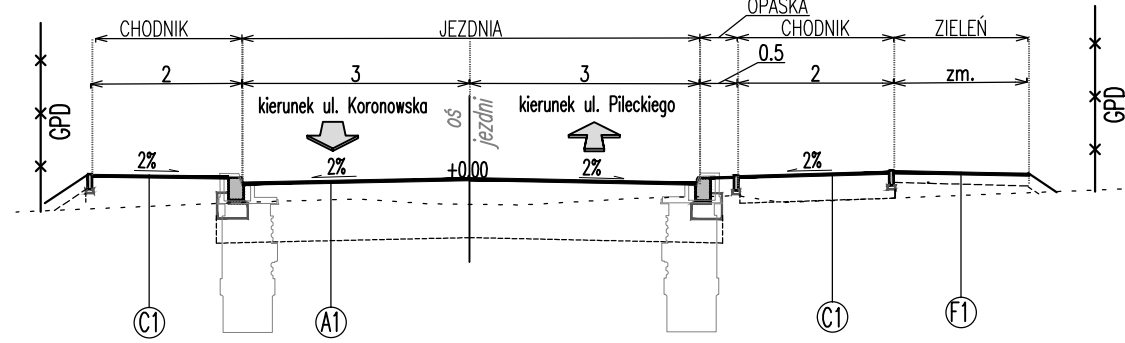 OPASKA
CHODNIK JEZDNIA CHODNIK ZIELEŃ
0.5
2 3 3 2 zm.
kierunek ul. Koronowska oś jezdni kierunek ul. Pileckiego
GPD GPD
2% 2% +0.00 2% 2%
C1 A1 C1 F1